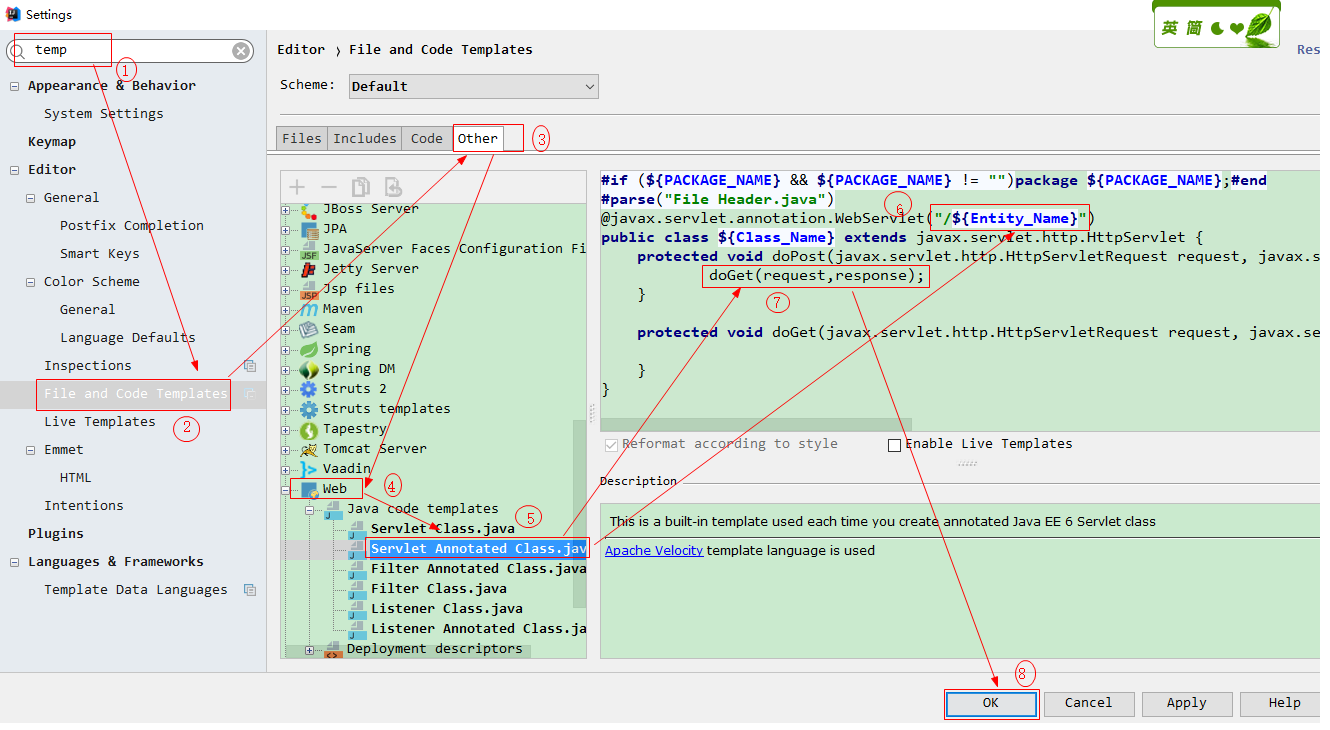 Settings
英 简
temp
①
Appearance & Behavior
System Settings
Keymap
Editor
General
Postfix Completion
Smart Keys
Color Scheme
General
Language Defaults
Inspections
File and Code Templates
②
Live Templates
Emmet
HTML
Intentions
Plugins
Languages & Frameworks
Template Data Languages
Editor › File and Code Templates
Res
Scheme: Default
Files Includes Code Other ③
JBoss Server
JPA
JavaServer Faces Configuration Fi
Jetty Server
Jsp files
Maven
Seam
Spring
Spring DM
Struts 2
Struts templates
Tapestry
Tomcat Server
Vaadin
Web ④
Java code templates ⑤
Servlet Class.java
Servlet Annotated Class.jav
Filter Annotated Class.java
Filter Class.java
Listener Class.java
Listener Annotated Class.ja
Deployment descriptors
#if (${PACKAGE_NAME} && ${PACKAGE_NAME} != "")package ${PACKAGE_NAME};#end
#parse("File Header.java")
⑥
@javax.servlet.annotation.WebServlet("/${Entity_Name}")
public class ${Class_Name} extends javax.servlet.http.HttpServlet {
protected void doPost(javax.servlet.http.HttpServletRequest request, javax.s
doGet(request,response);
} ⑦
protected void doGet(javax.servlet.http.HttpServletRequest request, javax.se
}
}
Reformat according to style Enable Live Templates
Description
This is a built-in template used each time you create annotated Java EE 6 Servlet class
Apache Velocity template language is used
⑧
OK Cancel Apply Help